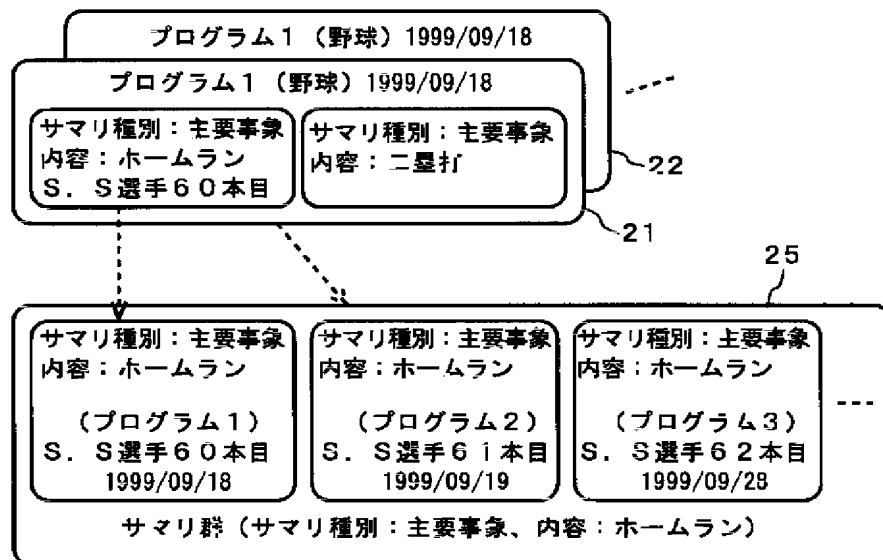 プログラム1（野球）1999/09/18
プログラム1（野球）1999/09/18
サマリ種別：主要事象
内容：ホームラン
S．S選手60本目
サマリ種別：主要事象
内容：二塁打
22
21
25
サマリ種別：主要事象
内容：ホームラン
（プログラム1）
S．S選手60本目
1999/09/18
サマリ種別：主要事象
内容：ホームラン
（プログラム2）
S．S選手61本目
1999/09/19
サマリ種別：主要事象
内容：ホームラン
（プログラム3）
S．S選手62本目
1999/09/28
サマリ群（サマリ種別：主要事象、内容：ホームラン）